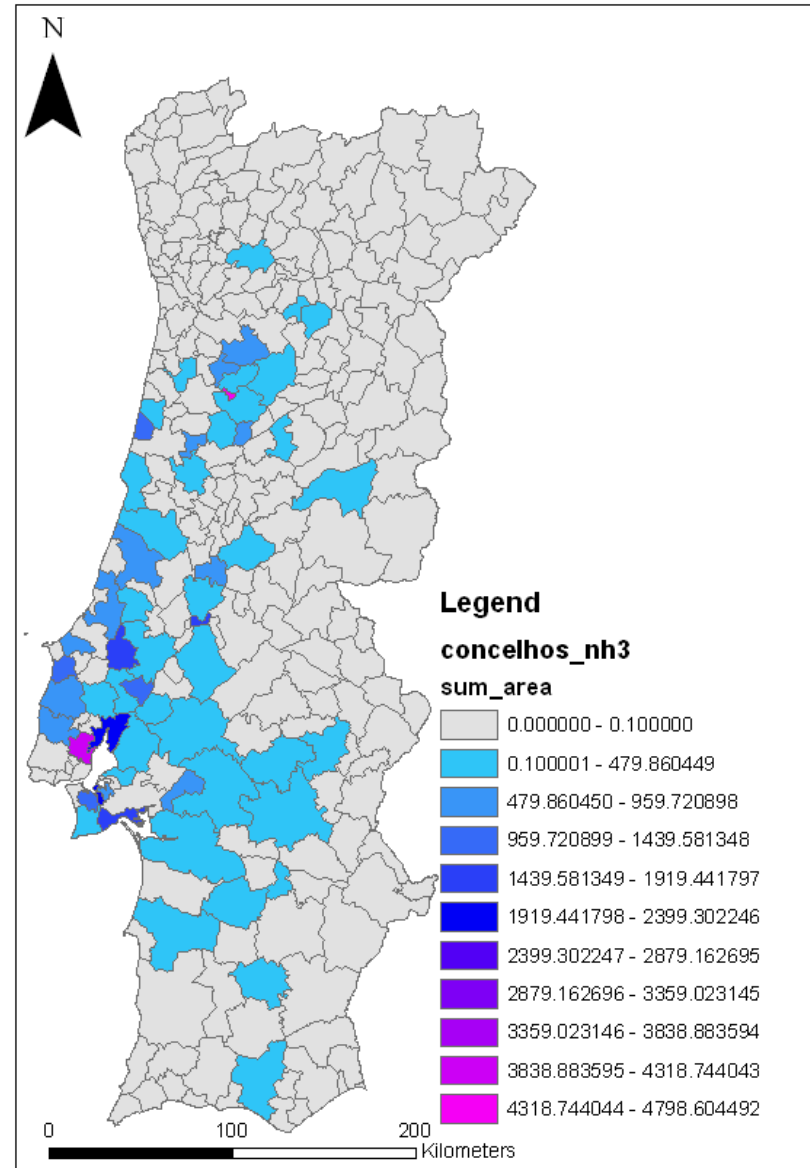 N
Legend
concelhos_nh3
sum_area
0.000000 - 0.100000
0.100001 - 479.860449
479.860450 - 959.720898
959.720899 - 1439.581348
1439.581349 - 1919.441797
1919.441798 - 2399.302246
2399.302247 - 2879.162695
2879.162696 - 3359.023145
3359.023146 - 3838.883594
3838.883595 - 4318.744043
4318.744044 - 4798.604492
0 100 200
Kilometers